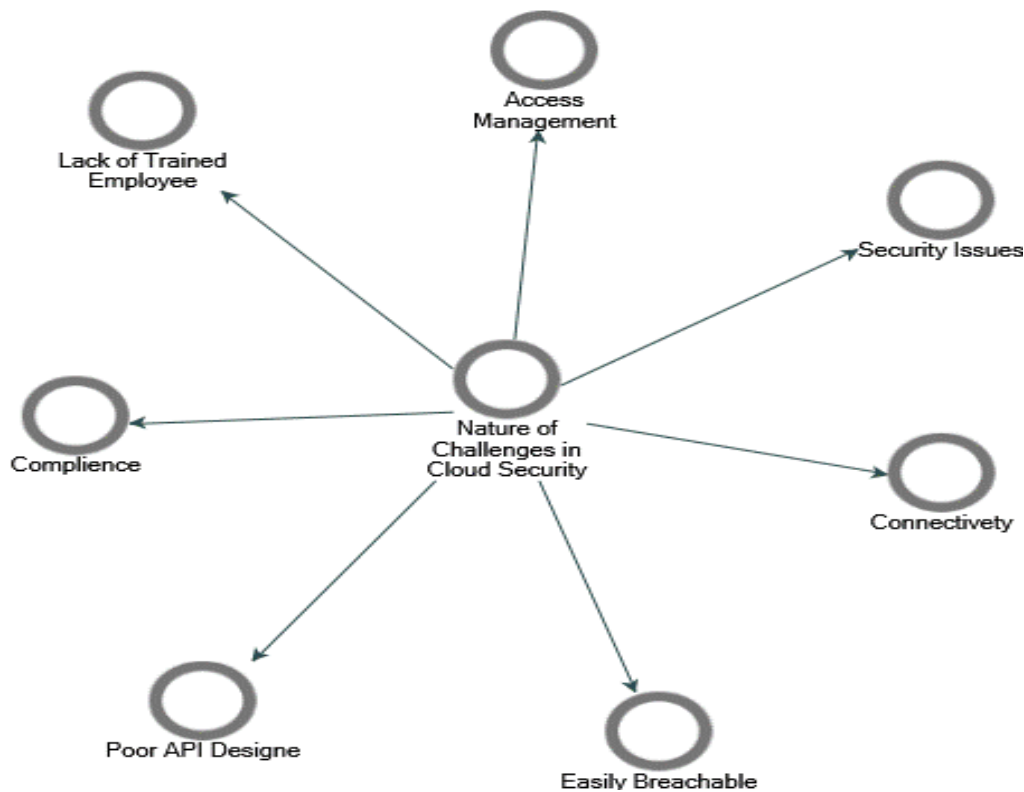 Access
Management
Lack of Trained
Employee
Security Issues
Nature of
Challenges in
Cloud Security
Complience
Connectivety
Poor API Designe
Easily Breachable